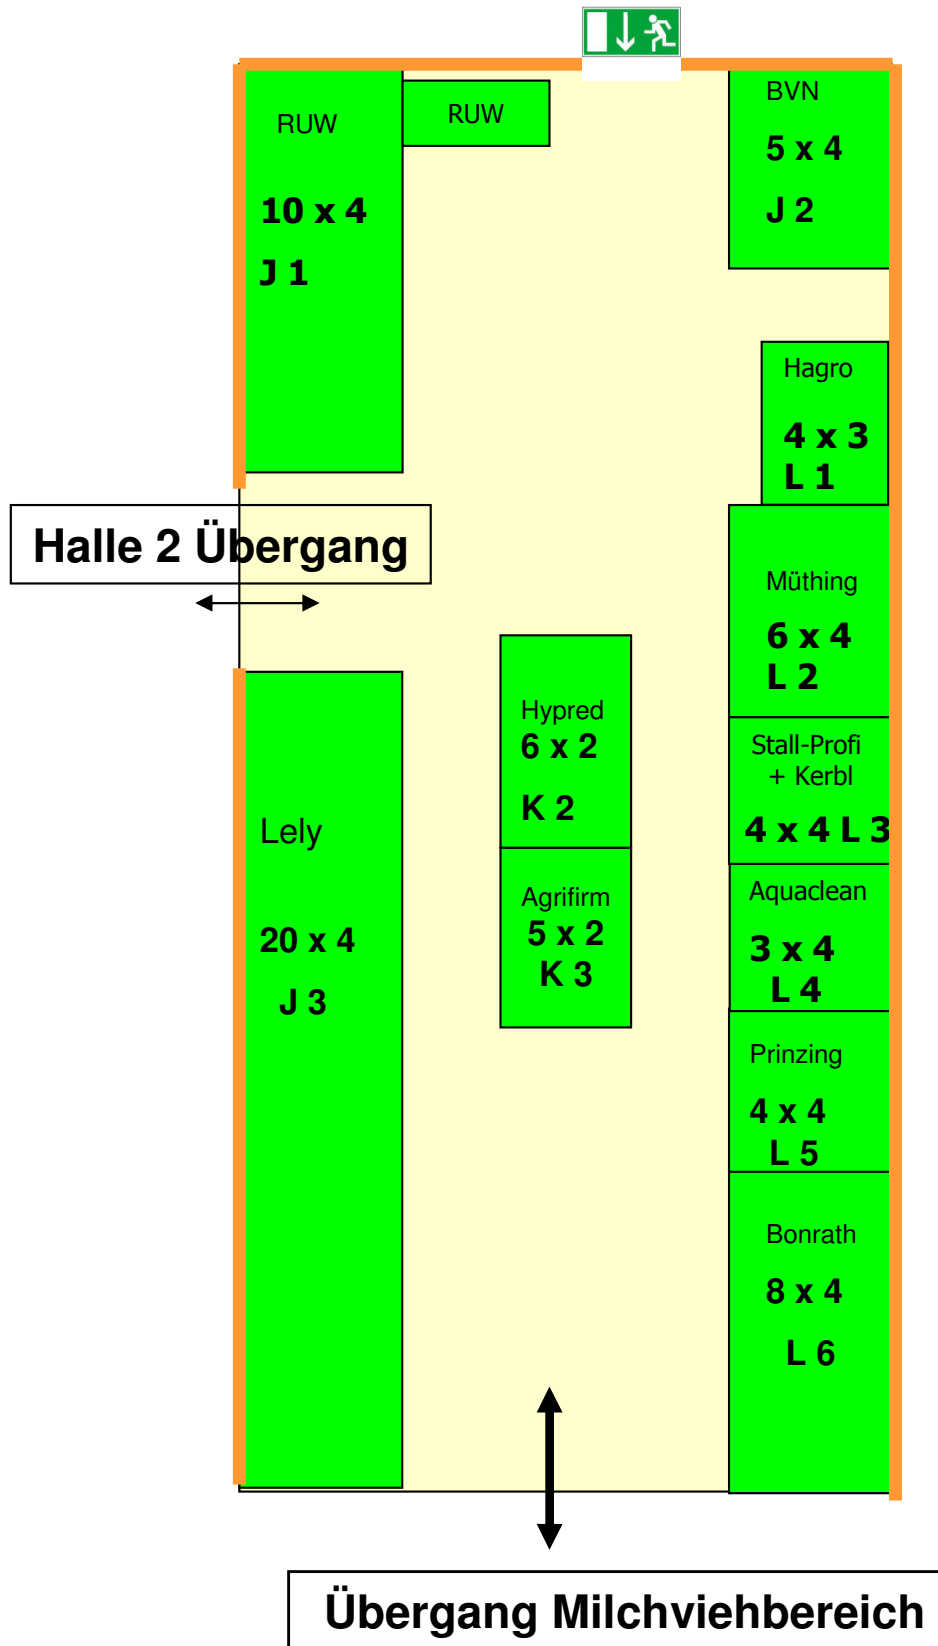 RUW
10 x 4
J 1
RUW
BVN
5 x 4
J 2
Hagro
4 x 3
L 1
Halle 2 Übergang
Müthing
6 x 4
L 2
Hypred
6 x 2
K 2
Stall-Profi
+ Kerbl
4 x 4 L 3
Lely
20 x 4
J 3
Agrifirm
5 x 2
K 3
Aquaclean
3 x 4
L 4
Prinzing
4 x 4
L 5
Bonrath
8 x 4
L 6
Übergang Milchviehbereich